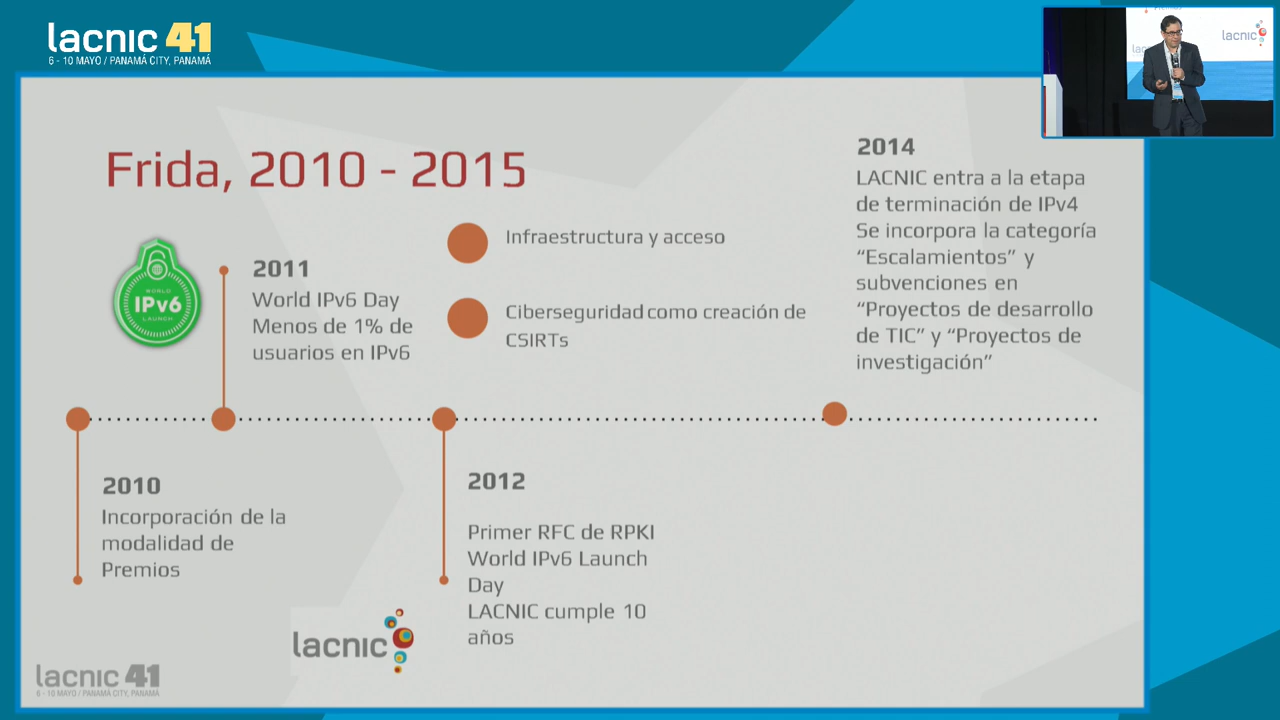 lacnic 41
6 - 10 MAYO / PANAMÁ CITY, PANAMÁ
Premios
lacnic
Frida, 2010 - 2015
WORLD
IPv6
LAUNCH
2011
World IPv6 Day
Menos de 1% de
usuarios en IPv6
Infraestructura y acceso
Ciberseguridad como creación de
CSIRTs
2014
LACNIC entra a la etapa
de terminación de IPv4
Se incorpora la categoría
“Escalamientos” y
subvenciones en
“Proyectos de desarrollo
de TIC” y “Proyectos de
investigación”
2010
Incorporación de la
modalidad de
Premios
2012
Primer RFC de RPKI
World IPv6 Launch
Day
LACNIC cumple 10
años
lacnic
lacnic 41
6 - 10 MAYO / PANAMÁ CITY, PANAMÁ